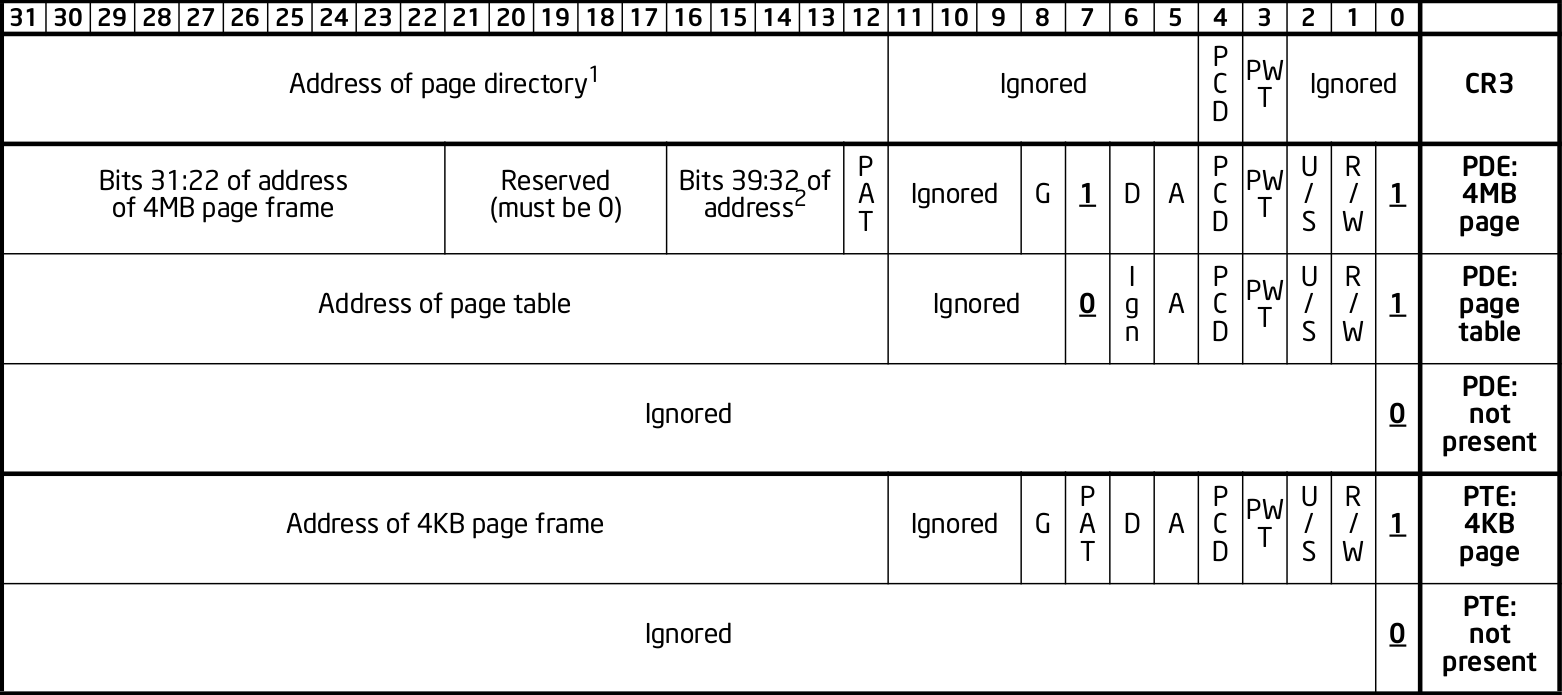 31 30 29 28 27 26 25 24 23 22 21 20 19 18 17 16 15 14 13 12 11 10 9 8 7 6 5 4 3 2 1 0
Address of page directory1 Ignored PCD PWT Ignored CR3
Bits 31:22 of address
of 4MB page frame
Reserved
(must be 0)
Bits 39:32 of
address2
PAT
Ignored G 1 D A PCD PWT U/S R/W 1
PDE:
4MB
page
Address of page table Ignored 0 Ign A PCD PWT U/S R/W 1
PDE:
page
table
Ignored 0
PDE:
not
present
Address of 4KB page frame Ignored G PAT D A PCD PWT U/S R/W 1
PTE:
4KB
page
Ignored 0
PTE:
not
present